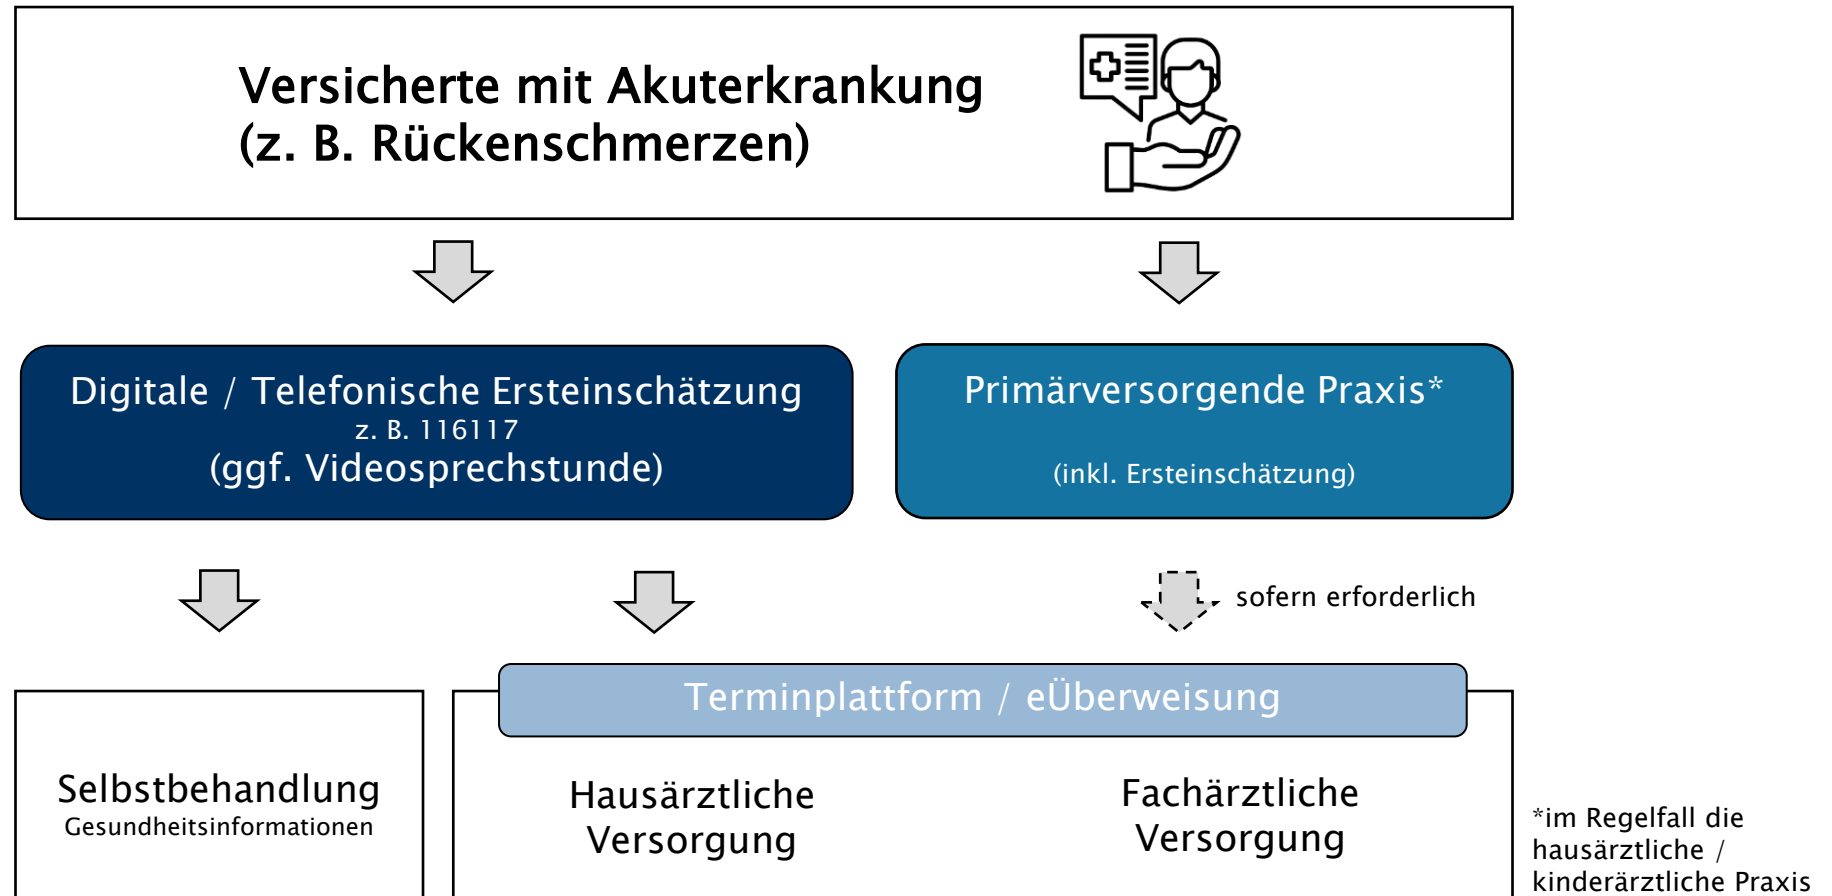 Versicherte mit Akuterkrankung
(z. B. Rückenschmerzen)
Digitale / Telefonische Ersteinschätzung
z. B. 116117
(ggf. Videosprechstunde)
Primärversorgende Praxis*
(inkl. Ersteinschätzung)
sofern erforderlich
Terminplattform / eÜberweisung
Selbstbehandlung
Gesundheitsinformationen
Hausärztliche
Versorgung
Fachärztliche
Versorgung
*im Regelfall die
hausärztliche /
kinderärztliche Praxis